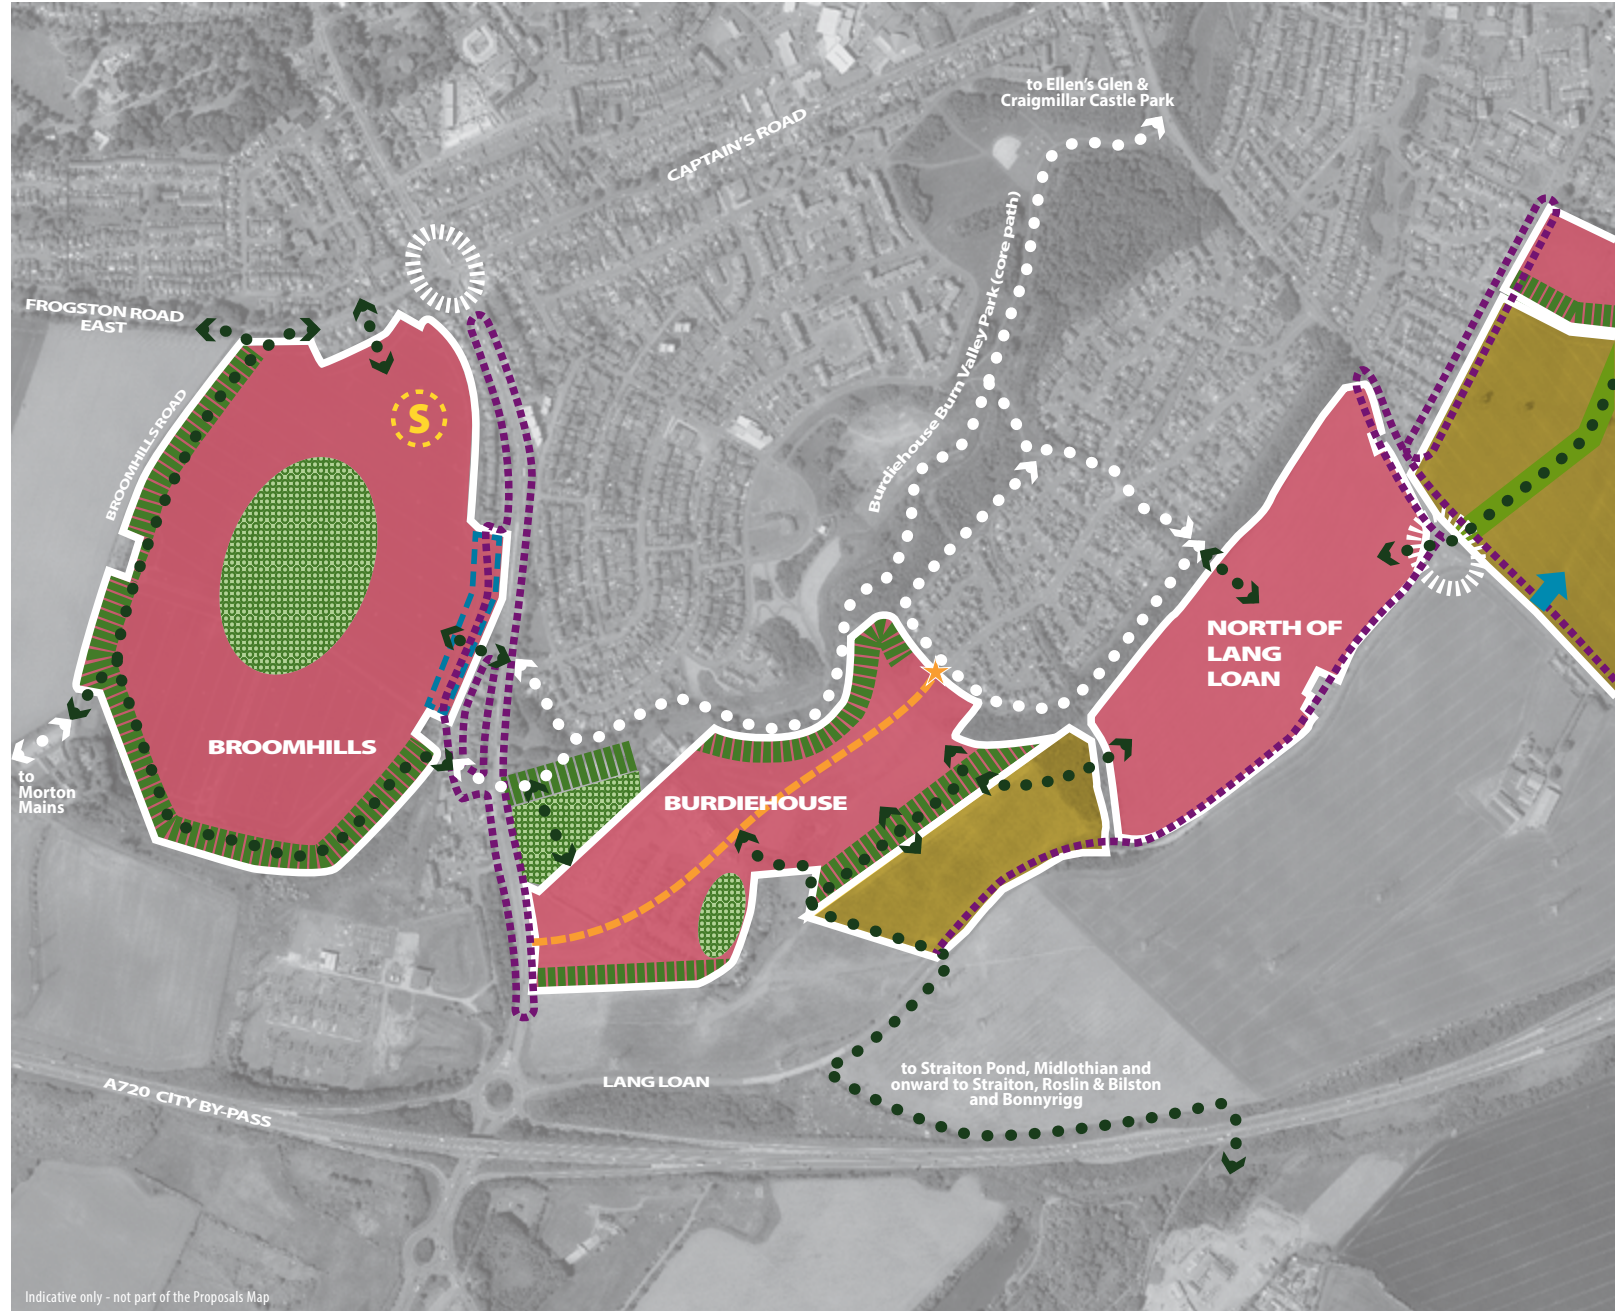 to Ellen's Glen &
Craigmillar Castle Park
CAPTAIN'S ROAD
Burdiehouse Burn Valley Park (core path)
FROGSTON ROAD
EAST
BROOMHILLS ROAD
S
NORTH OF
LANG
LOAN
BROOMHILLS
to
Morton
Mains
BURDIEHOUSE
to Straiton Pond, Midlothian and
onward to Straiton, Roslin & Bilston
and Bonnyrigg
LANG LOAN
A720 CITY BY-PASS
Indicative only - not part of the Proposals Map